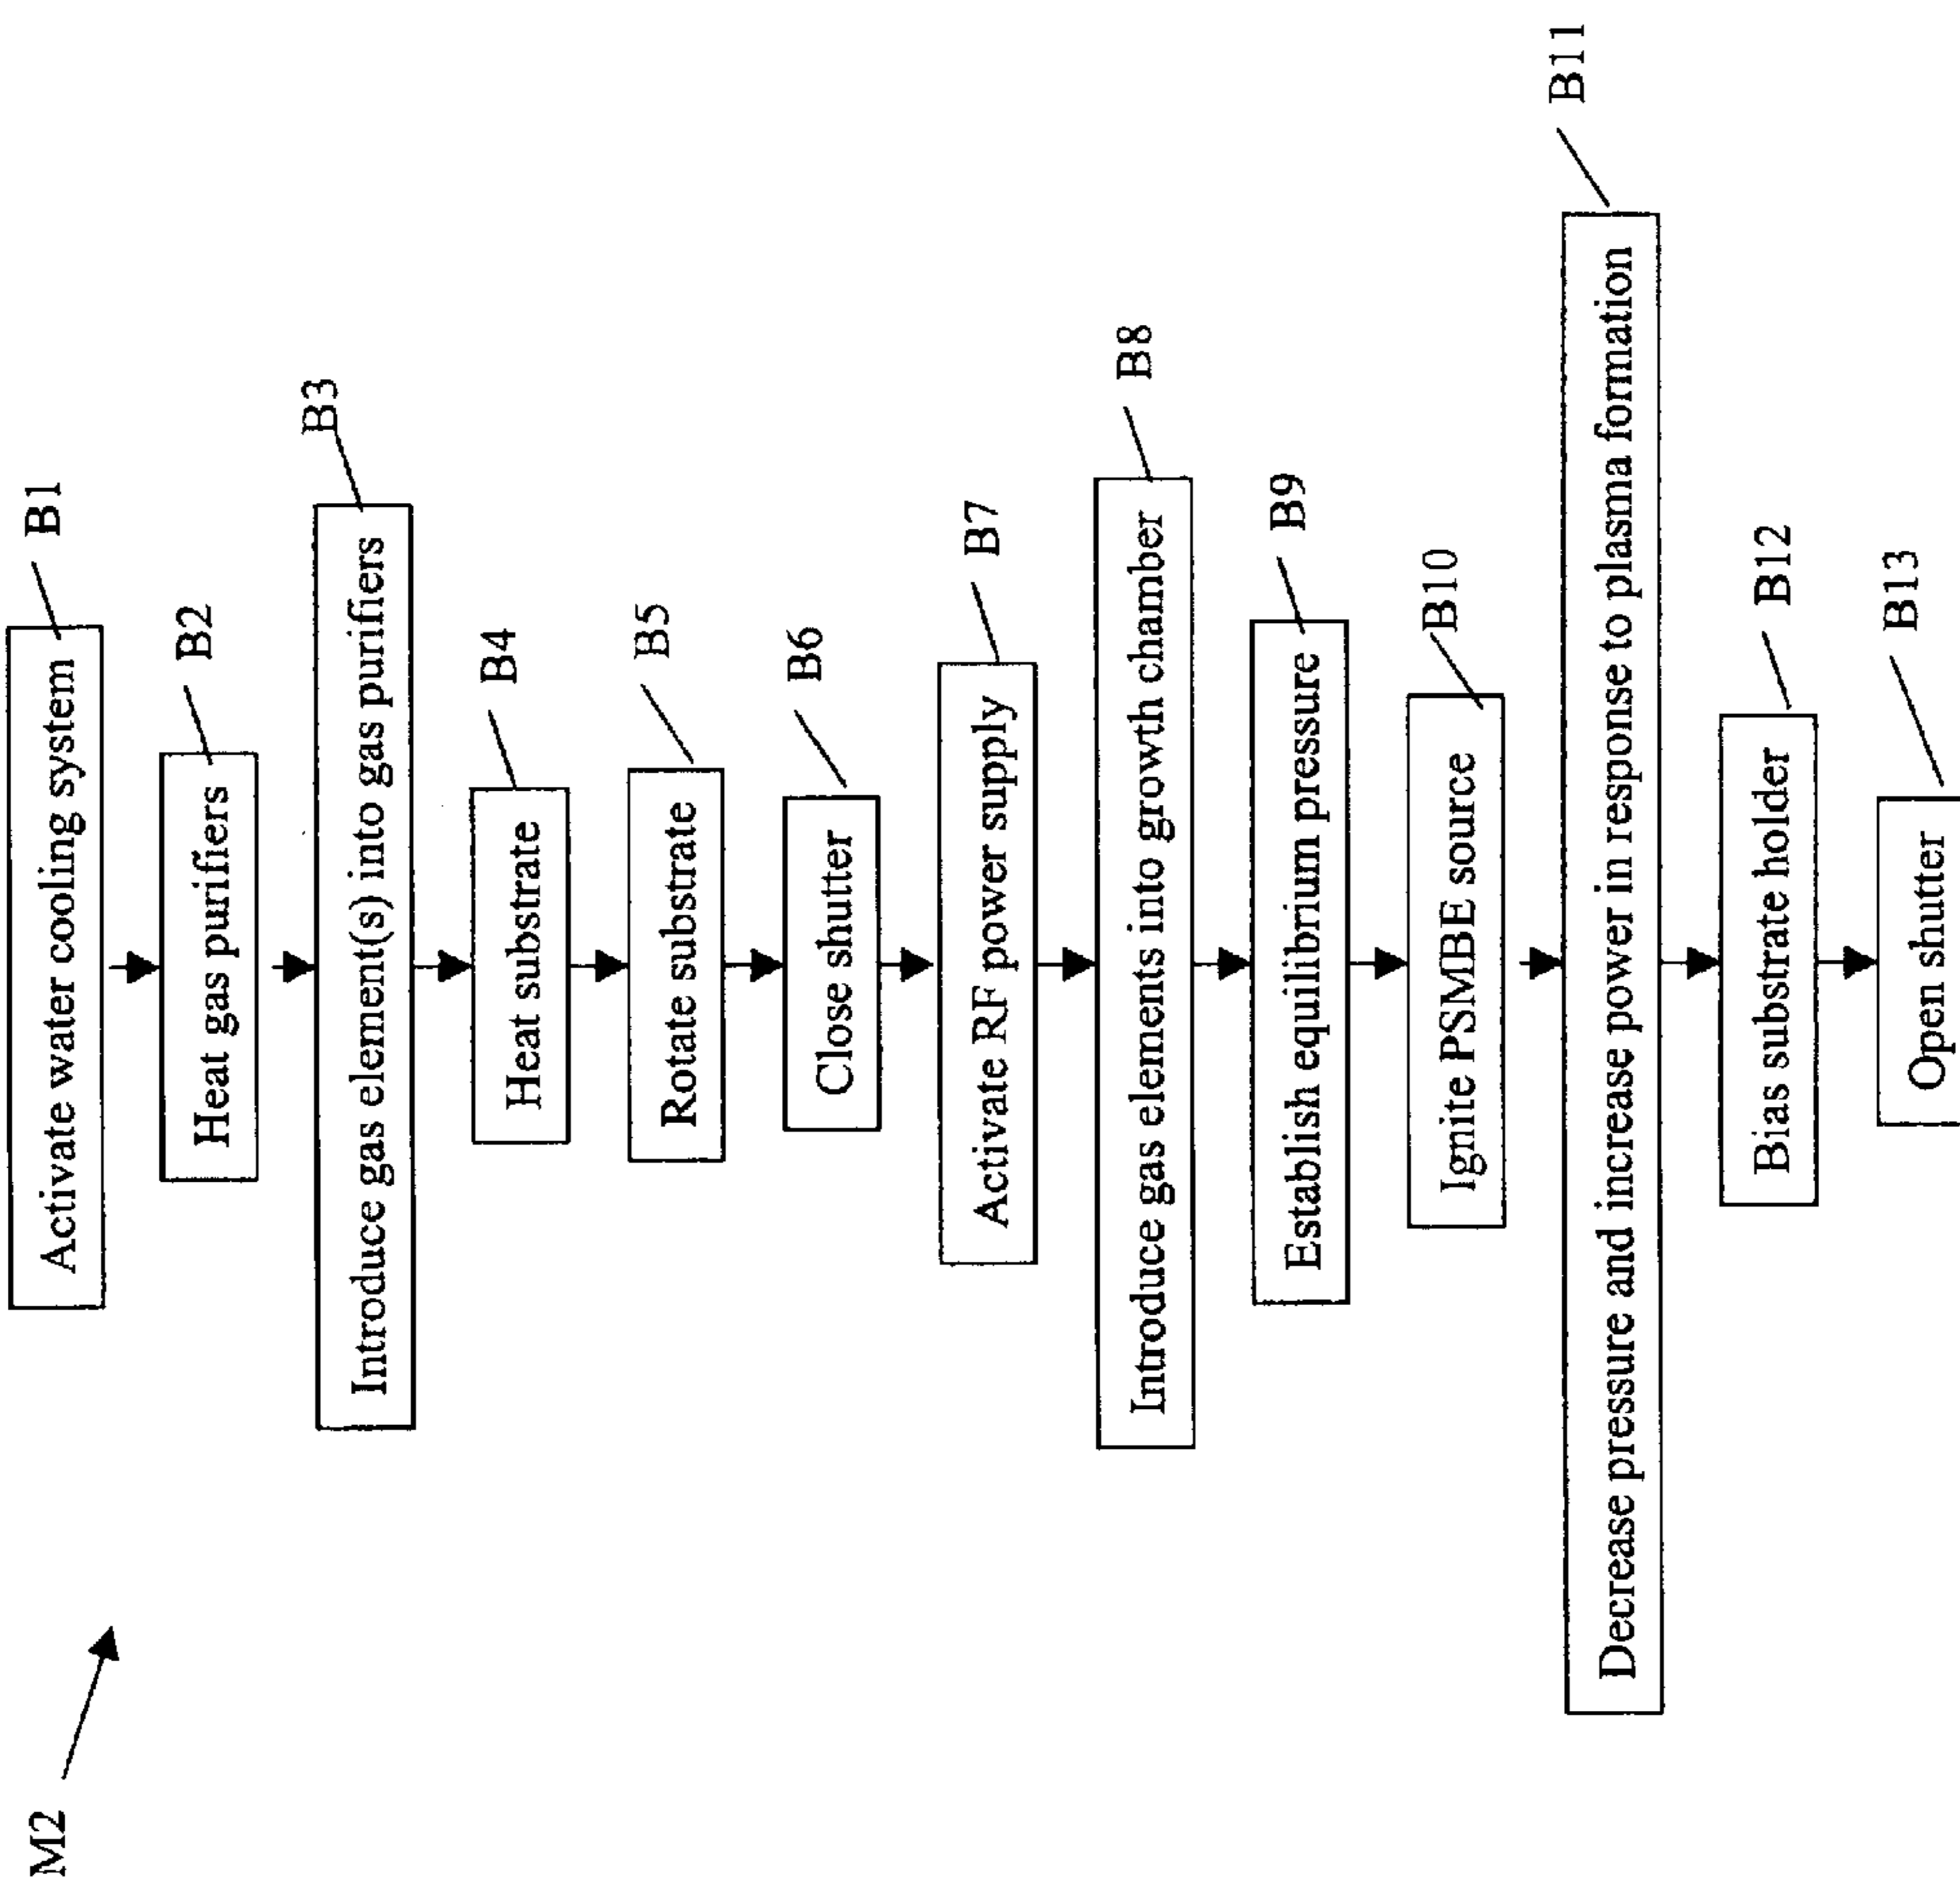 M2
Activate water cooling system
B1
Heat gas purifiers
B2
Introduce gas element(s) into gas purifiers
B3
Heat substrate
B4
Rotate substrate
B5
Close shutter
B6
Activate RF power supply
B7
Introduce gas elements into growth chamber
B8
Establish equilibrium pressure
B9
Ignite PSMBE source
B10
Decrease pressure and increase power in response to plasma formation
B11
Bias substrate holder
B12
Open shutter
B13